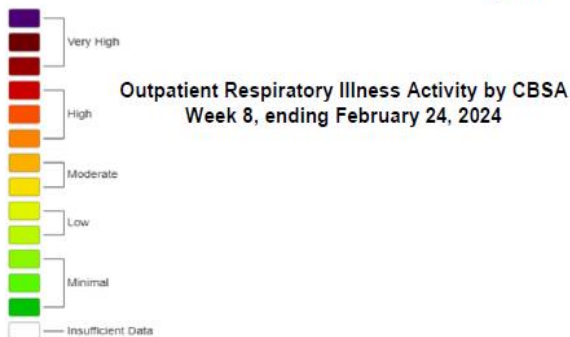 Very High
Outpatient Respiratory Illness Activity by CBSA
Week 8, ending February 24, 2024
High
Moderate
Low
Minimal
Insufficient Data